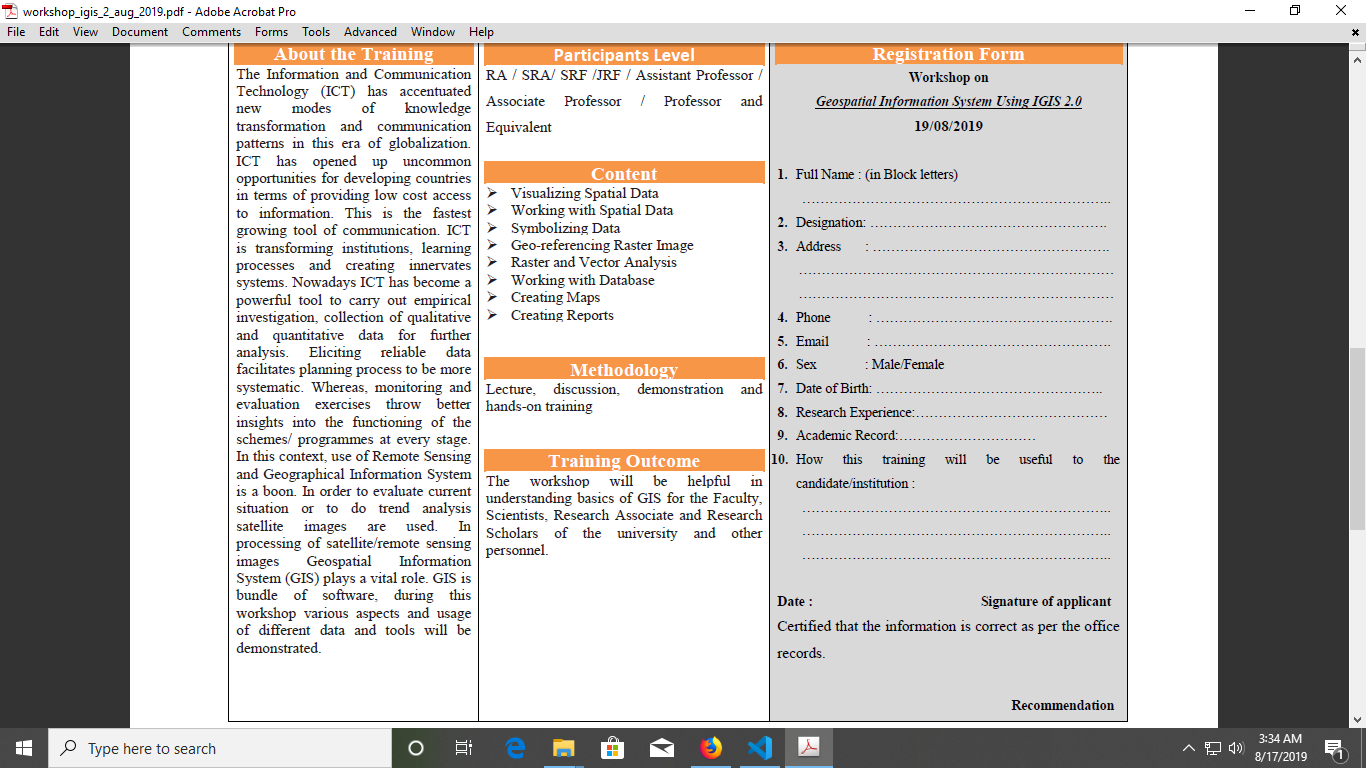 workshop_igis_2_aug_2019.pdf - Adobe Acrobat Pro
File Edit View Document Comments Forms Tools Advanced Window Help
About the Training
The Information and Communication
Technology (ICT) has accentuated
new modes of knowledge
transformation and communication
patterns in this era of globalization.
ICT has opened up uncommon
opportunities for developing countries
in terms of providing low cost access
to information. This is the fastest
growing tool of communication. ICT
is transforming institutions, learning
processes and creating innervates
systems. Nowadays ICT has become a
powerful tool to carry out empirical
investigation, collection of qualitative
and quantitative data for further
analysis. Eliciting reliable data
facilitates planning process to be more
systematic. Whereas, monitoring and
evaluation exercises throw better
insights into the functioning of the
schemes/ programmes at every stage.
In this context, use of Remote Sensing
and Geographical Information System
is a boon. In order to evaluate current
situation or to do trend analysis
satellite images are used. In
processing of satellite/remote sensing
images Geospatial Information
System (GIS) plays a vital role. GIS is
bundle of software, during this
workshop various aspects and usage
of different data and tools will be
demonstrated.
Participants Level
RA / SRA/ SRF /JRF / Assistant Professor /
Associate Professor / Professor and
Equivalent
Content
➢ Visualizing Spatial Data
➢ Working with Spatial Data
➢ Symbolizing Data
➢ Geo-referencing Raster Image
➢ Raster and Vector Analysis
➢ Working with Database
➢ Creating Maps
➢ Creating Reports
Methodology
Lecture, discussion, demonstration and
hands-on training
Training Outcome
The workshop will be helpful in
understanding basics of GIS for the Faculty,
Scientists, Research Associate and Research
Scholars of the university and other
personnel.
Registration Form
Workshop on
Geospatial Information System Using IGIS 2.0
19/08/2019
1. Full Name : (in Block letters)
…………………………………………………………..
2. Designation: …………………………………………….
3. Address : …………………………………………….
……………………………………………………………
……………………………………………………………
4. Phone : …………………………………………….
5. Email : …………………………………………….
6. Sex : Male/Female
7. Date of Birth: …………………………………………..
8. Research Experience:……………………………………
9. Academic Record:…………………………
10. How this training will be useful to the
candidate/institution :
…………………………………………………………..
…………………………………………………………..
…………………………………………………………..
Date : Signature of applicant
Certified that the information is correct as per the office
records.
Recommendation
Type here to search
3:34 AM
8/17/2019
1